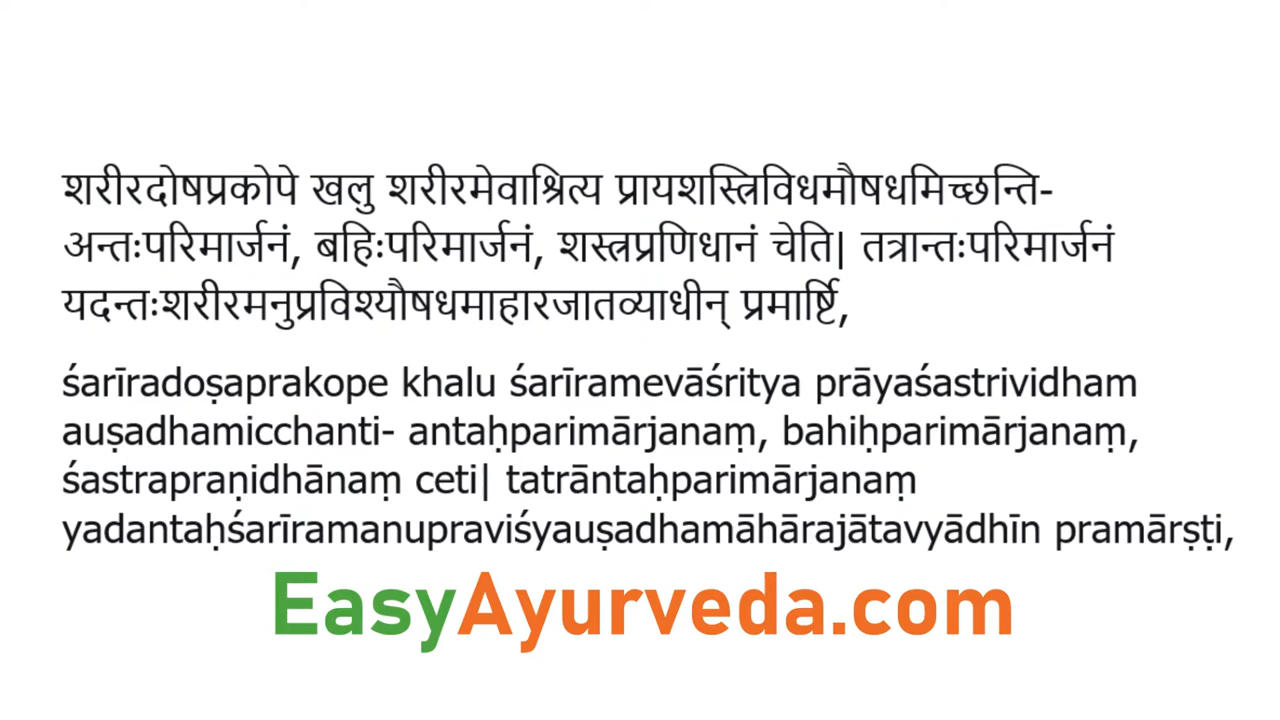 शरीरदोषप्रकोपे खलु शरीरमेवाश्रित्य प्रायशस्त्रिविधमौषधमिच्छन्ति-
अन्तःपरिमार्जनं, बहिःपरिमार्जनं, शस्त्रप्रणिधानं चेति| तत्रान्तःपरिमार्जनं
यदन्तःशरीरमनुप्रविश्यौषधमाहारजातव्याधीन् प्रमार्ष्टि,
śarīradoṣaprakope khalu śarīramevāśritya prāyaśastrividham
auṣadhamicchanti- antaḥparimārjanaṃ, bahiḥparimārjanaṃ,
śastrapraṇidhānaṃ ceti| tatrāntaḥparimārjanaṃ
yadantaḥśarīramanupraviśyauṣadhamāhārajātavyādhīn pramārṣṭi,
EasyAyurveda.com